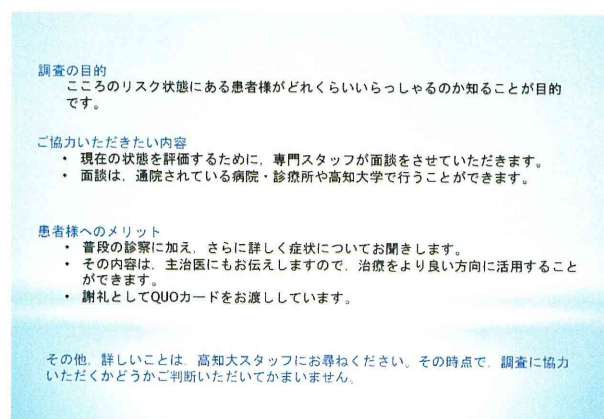 調査の目的
こころのリスク状態にある患者様がどれくらいいらっしゃるのか知ることが目的
です。
ご協力いただきたい内容
・ 現在の状態を評価するために，専門スタッフが面談をさせていただきます。
・ 面談は，通院されている病院・診療所や高知大学で行うことができます。
患者様へのメリット
・ 普段の診察に加え，さらに詳しく症状についてお聞きします。
・ その内容は，主治医にもお伝えしますので，治療をより良い方向に活用すること
ができます。
・ 謝礼としてQUOカードをお渡ししています。
その他，詳しいことは，高知大スタッフにお尋ねください。その時点で，調査に協力
いただくかどうかご判断いただいてかまいません。